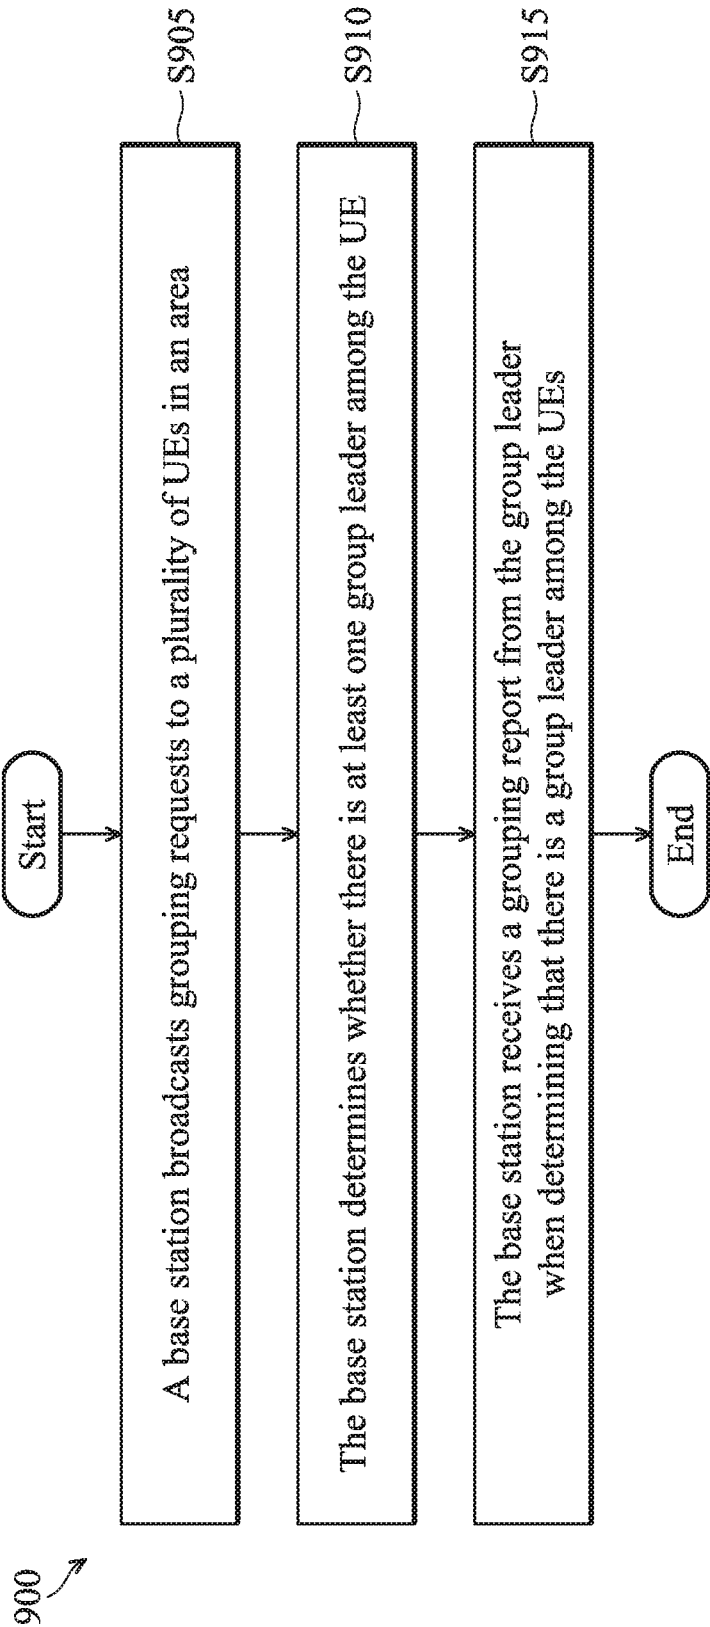 900
Start
A base station broadcasts grouping requests to a plurality of UEs in an area
S905
The base station determines whether there is at least one group leader among the UE
S910
The base station receives a grouping report from the group leader
when determining that there is a group leader among the UEs
S915
End